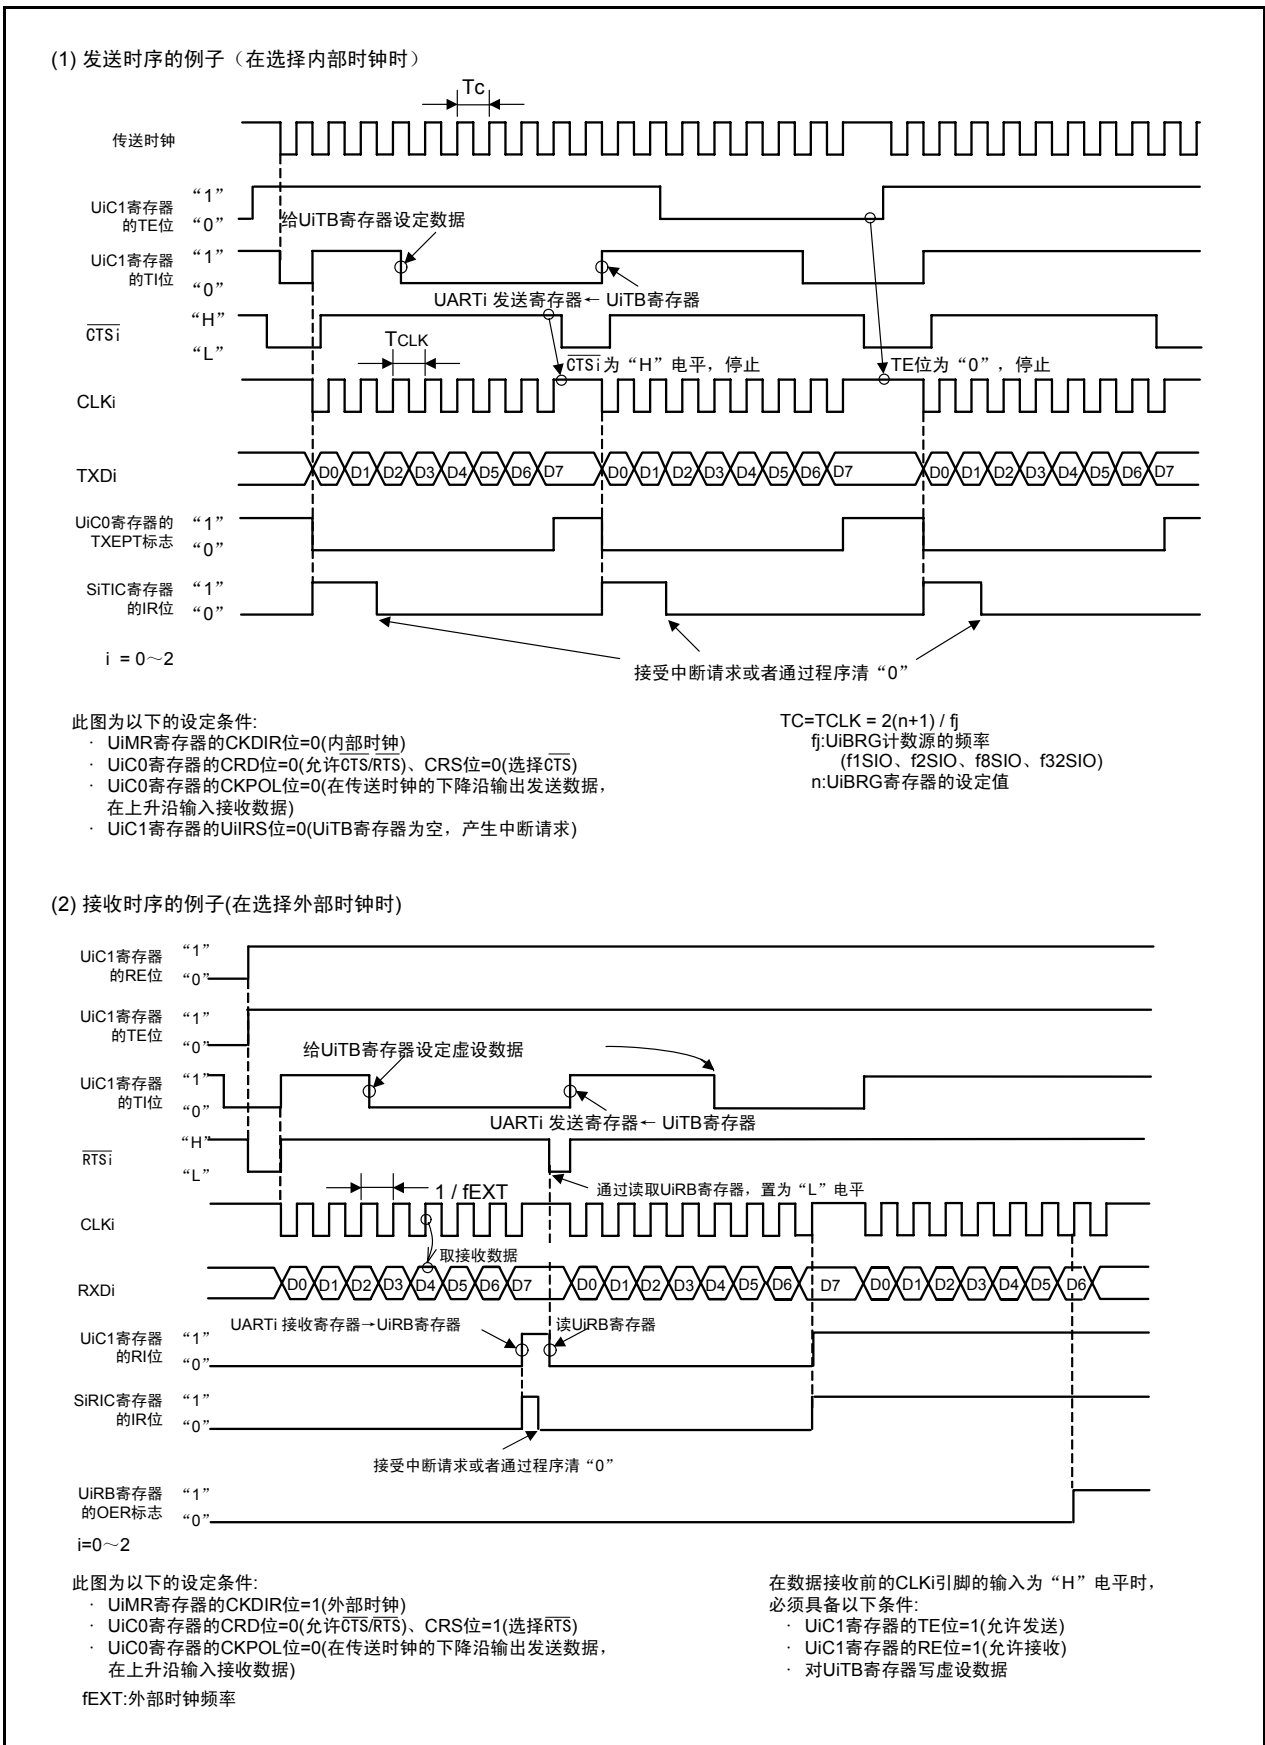 (1) 发送时序的例子（在选择内部时钟时）
Tc
传送时钟
UiC1寄存器
的TE位
“1”
“0”
给UiTB寄存器设定数据
UiC1寄存器
的TI位
“1”
“0”
UARTi 发送寄存器← UiTB寄存器
CTSi
“H”
“L”
TCLK
CTSi为“H”电平，停止
TE位为“0”，停止
CLKi
TXDi
D0 D1 D2 D3 D4 D5 D6 D7 D0 D1 D2 D3 D4 D5 D6 D7 D0 D1 D2 D3 D4 D5 D6 D7
UiC0寄存器的
TXEPT标志
“1”
“0”
SiTIC寄存器
的IR位
“1”
“0”
i = 0～2
接受中断请求或者通过程序清“0”
此图为以下的设定条件:
· UiMR寄存器的CKDIR位=0(内部时钟)
· UiC0寄存器的CRD位=0(允许CTS/RTS)、CRS位=0(选择CTS)
· UiC0寄存器的CKPOL位=0(在传送时钟的下降沿输出发送数据，
在上升沿输入接收数据)
· UiC1寄存器的UiIRS位=0(UiTB寄存器为空，产生中断请求)
TC=TCLK = 2(n+1) / fj
fj:UiBRG计数源的频率
(f1SIO、f2SIO、f8SIO、f32SIO)
n:UiBRG寄存器的设定值
(2) 接收时序的例子(在选择外部时钟时)
UiC1寄存器
的RE位
“1”
“0”
UiC1寄存器
的TE位
“1”
“0”
给UiTB寄存器设定虚设数据
UiC1寄存器
的TI位
“1”
“0”
UARTi 发送寄存器← UiTB寄存器
RTSi
“H”
“L”
1 / fEXT
通过读取UiRB寄存器，置为“L”电平
CLKi
取接收数据
RXDi
D0 D1 D2 D3 D4 D5 D6 D7 D0 D1 D2 D3 D4 D5 D6 D7 D0 D1 D2 D3 D4 D5 D6
UARTi 接收寄存器→UiRB寄存器
读UiRB寄存器
UiC1寄存器
的RI位
“1”
“0”
SiRIC寄存器
的IR位
“1”
“0”
接受中断请求或者通过程序清“0”
UiRB寄存器
的OER标志
“1”
“0”
i=0～2
此图为以下的设定条件:
· UiMR寄存器的CKDIR位=1(外部时钟)
· UiC0寄存器的CRD位=0(允许CTS/RTS)、CRS位=1(选择RTS)
· UiC0寄存器的CKPOL位=0(在传送时钟的下降沿输出发送数据，
在上升沿输入接收数据)
fEXT:外部时钟频率
在数据接收前的CLKi引脚的输入为“H”电平时，
必须具备以下条件:
· UiC1寄存器的TE位=1(允许发送)
· UiC1寄存器的RE位=1(允许接收)
· 对UiTB寄存器写虚设数据